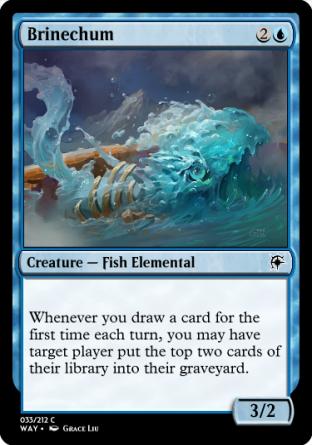 Brinechum 2
Creature — Fish Elemental
Whenever you draw a card for the
first time each turn, you may have
target player put the top two cards of
their library into their graveyard.
3/2
033/212 C
WAY • GRACE LIU